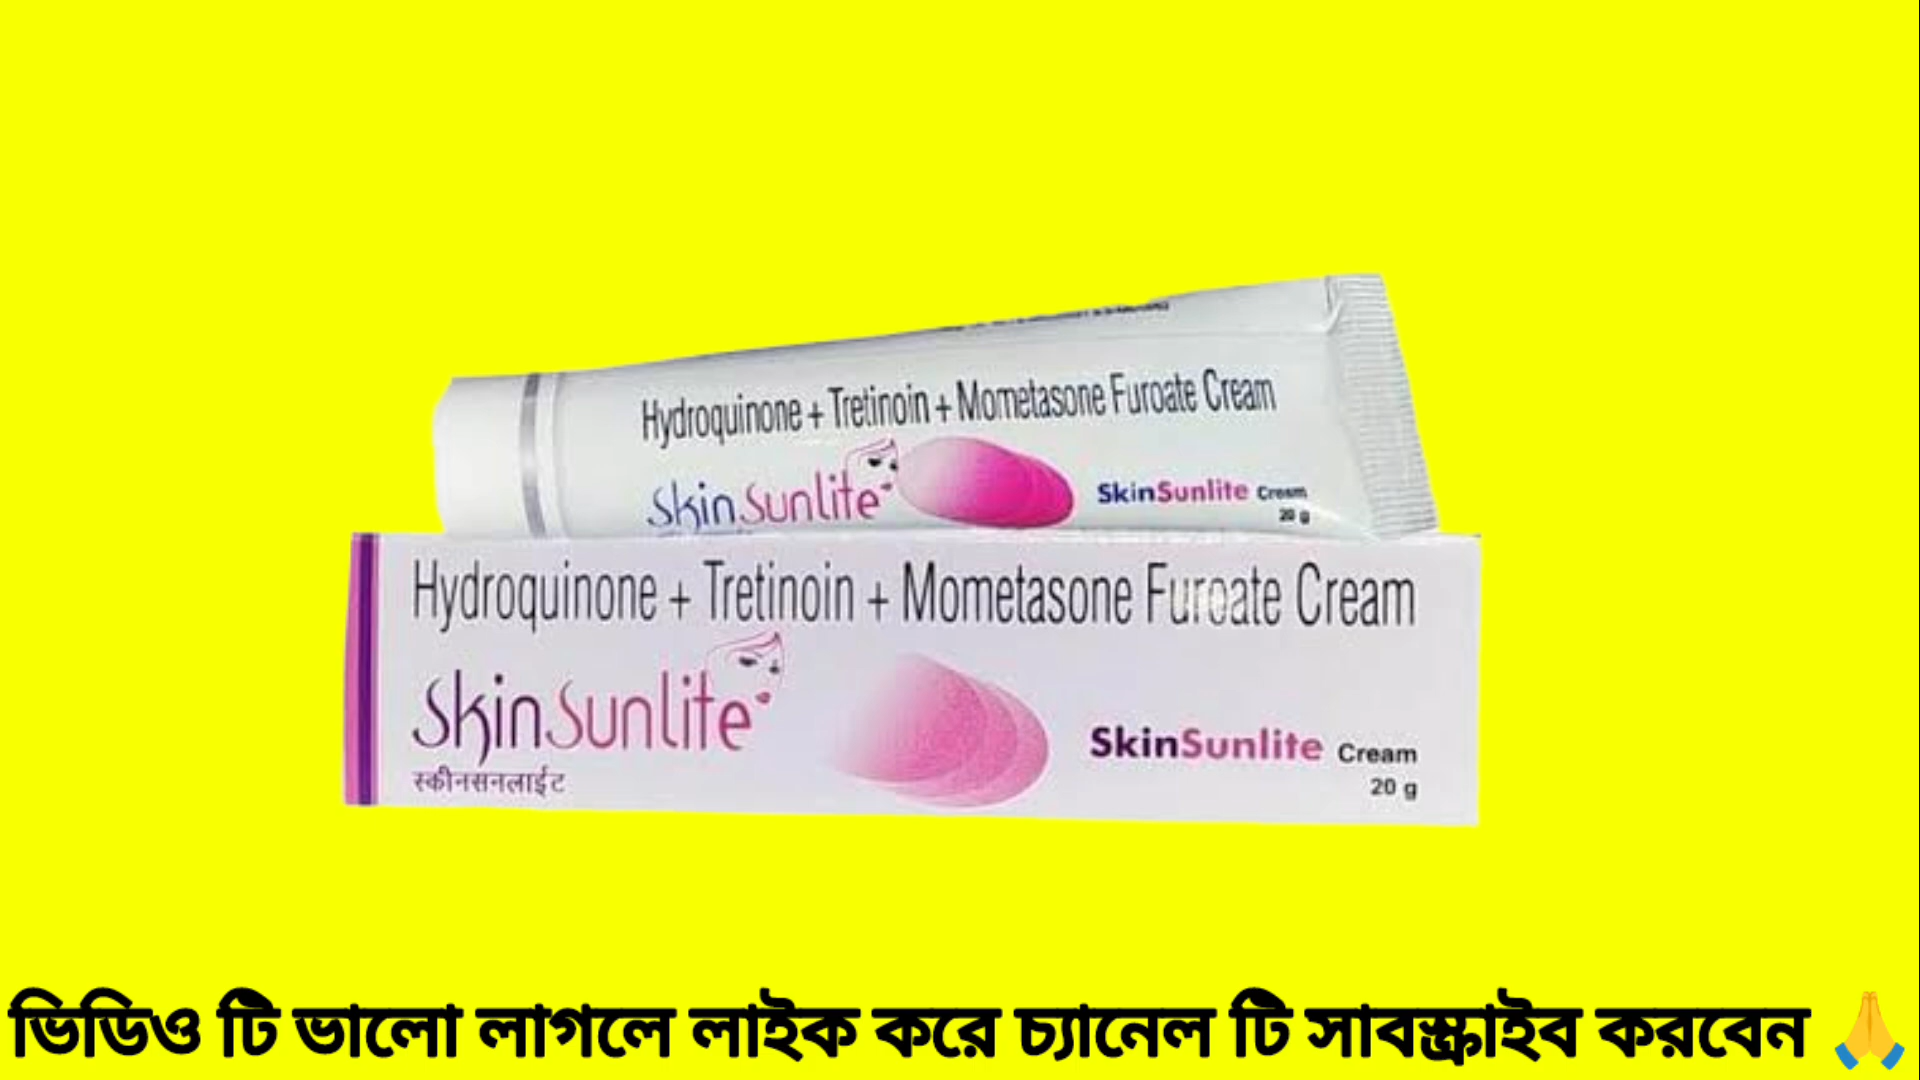 Hydroquinone + Tretinoin + Mometasone Furoate Cream
SkinSunlite
SkinSunlite Cream
20 g
Hydroquinone + Tretinoin + Mometasone Furoate Cream
SkinSunlite
स्कीनसनलाईट
SkinSunlite Cream
20 g
ভিডিও টি ভালো লাগলে লাইক করে চ্যানেল টি সাবস্ক্রাইব করবেন 🙏